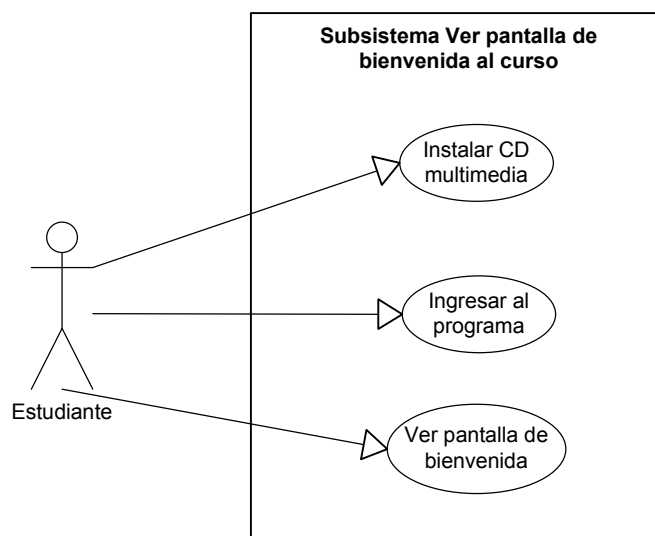 Subsistema Ver pantalla de
bienvenida al curso
Instalar CD
multimedia
Ingresar al
programa
Estudiante
Ver pantalla de
bienvenida